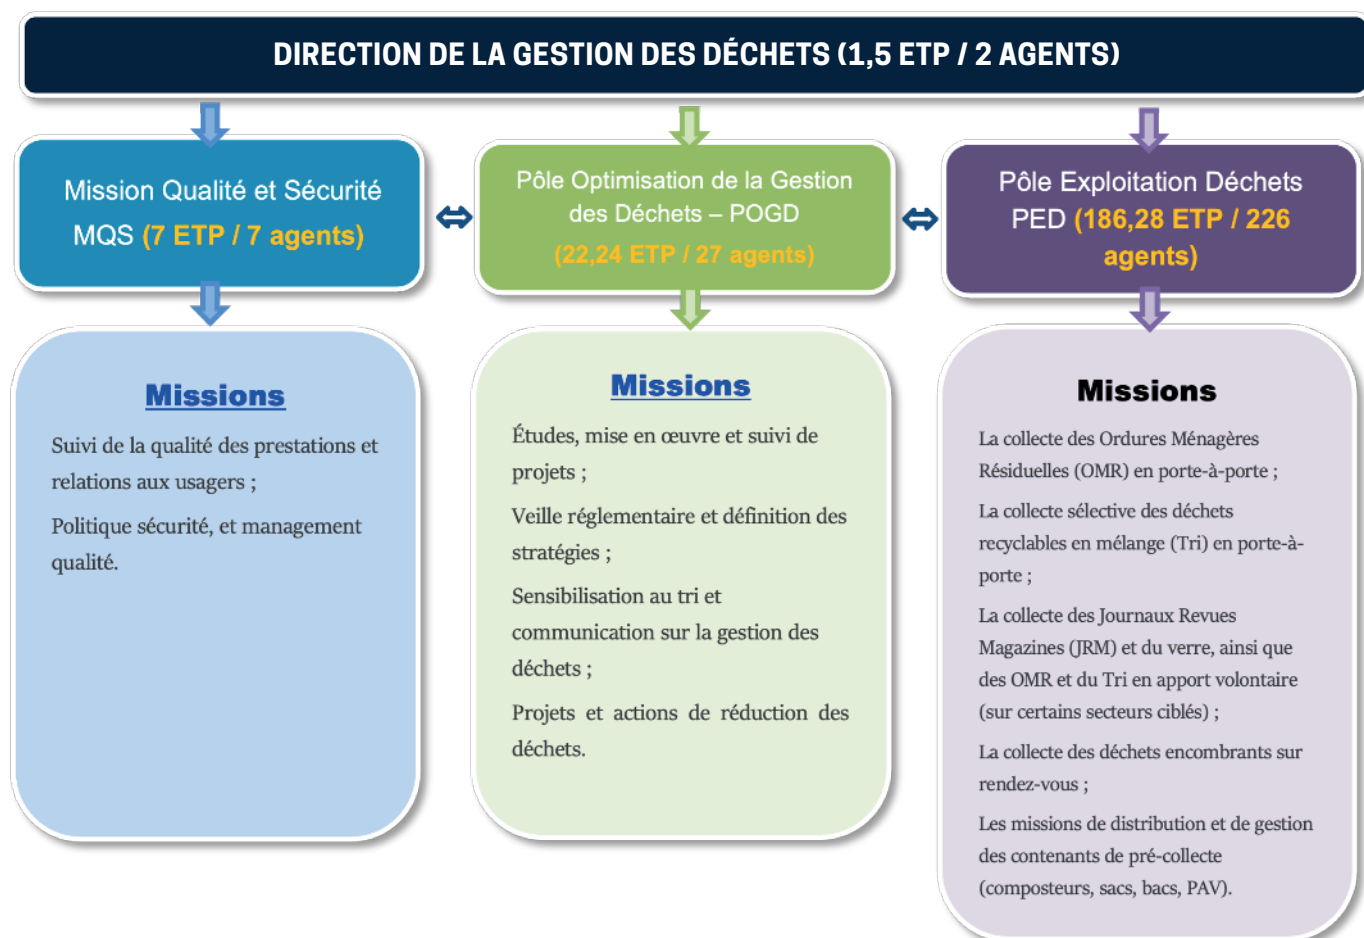 DIRECTION DE LA GESTION DES DÉCHETS (1,5 ETP / 2 AGENTS)
Mission Qualité et Sécurité
MQS (7 ETP / 7 agents)
Pôle Optimisation de la Gestion
des Déchets – POGD
(22,24 ETP / 27 agents)
Pôle Exploitation Déchets
PED (186,28 ETP / 226
agents)
Missions
Suivi de la qualité des prestations et
relations aux usagers ;
Politique sécurité, et management
qualité.
Missions
Études, mise en œuvre et suivi de
projets ;
Veille réglementaire et définition des
stratégies ;
Sensibilisation au tri et
communication sur la gestion des
déchets ;
Projets et actions de réduction des
déchets.
Missions
La collecte des Ordures Ménagères
Résiduelles (OMR) en porte-à-porte ;
La collecte sélective des déchets
recyclables en mélange (Tri) en porte-à-
porte ;
La collecte des Journaux Revues
Magazines (JRM) et du verre, ainsi que
des OMR et du Tri en apport volontaire
(sur certains secteurs ciblés) ;
La collecte des déchets encombrants sur
rendez-vous ;
Les missions de distribution et de gestion
des contenants de pré-collecte
(composteurs, sacs, bacs, PAV).